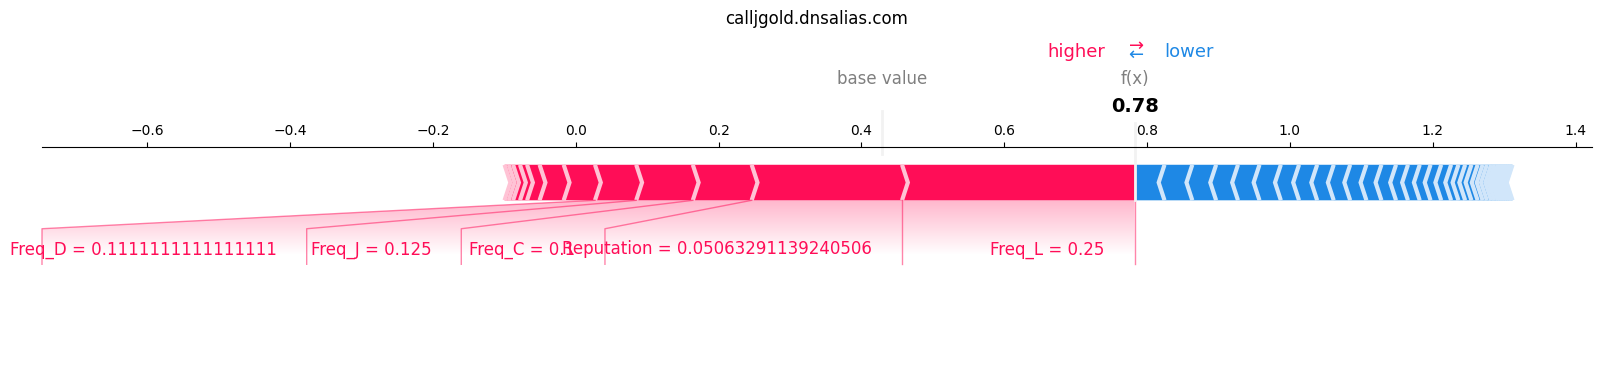 calljgold.dnsalias.com
higher → ← lower
base value f(x)
0.78
−0.6 −0.4 −0.2 0.0 0.2 0.4 0.6 0.8 1.0 1.2 1.4
Freq_D = 0.1111111111111111 Freq_J = 0.125 Freq_C = 0.1 Reputation = 0.05063291139240506 Freq_L = 0.25